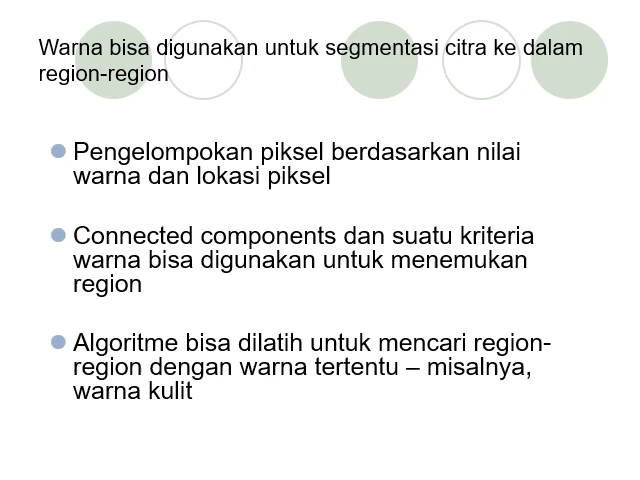 Warna bisa digunakan untuk segmentasi citra ke dalam
region-region
Pengelompokan piksel berdasarkan nilai
warna dan lokasi piksel
Connected components dan suatu kriteria
warna bisa digunakan untuk menemukan
region
Algoritme bisa dilatih untuk mencari region-
region dengan warna tertentu – misalnya,
warna kulit